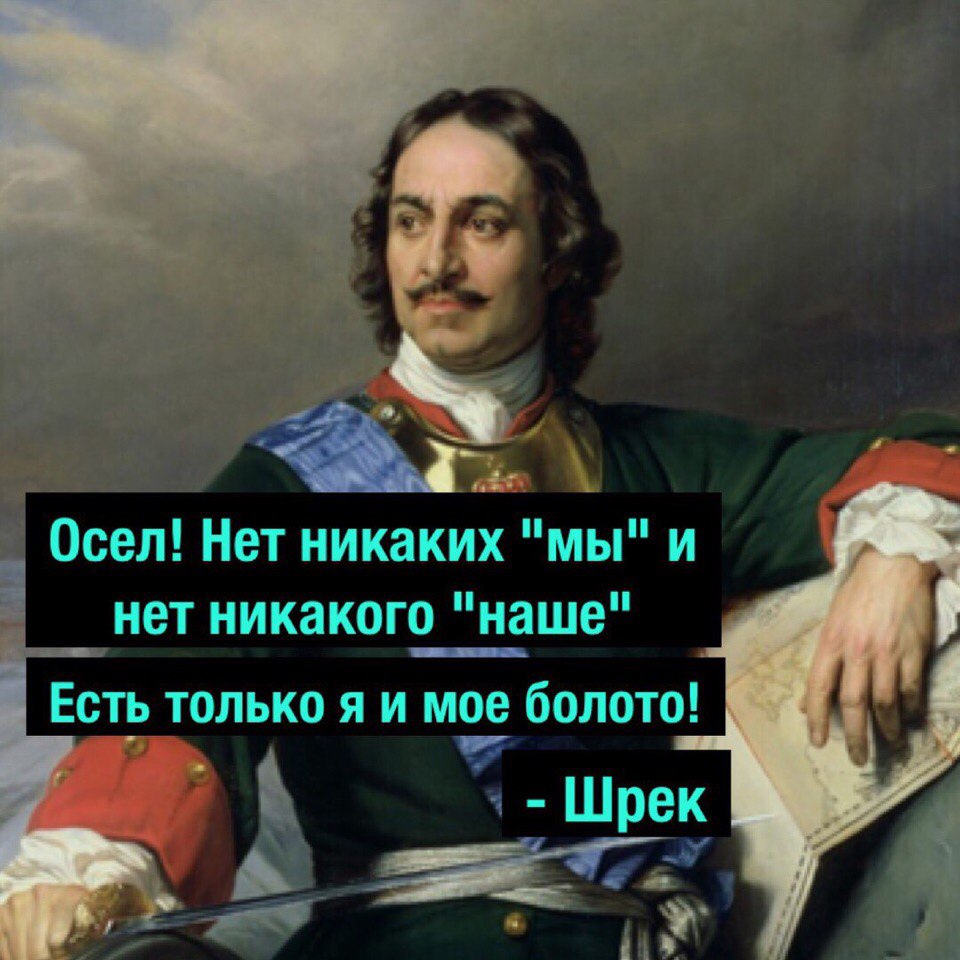 Осел! Нет никаких "мы" и
нет никакого "наше"
Есть только я и мое болото!
- Шрек